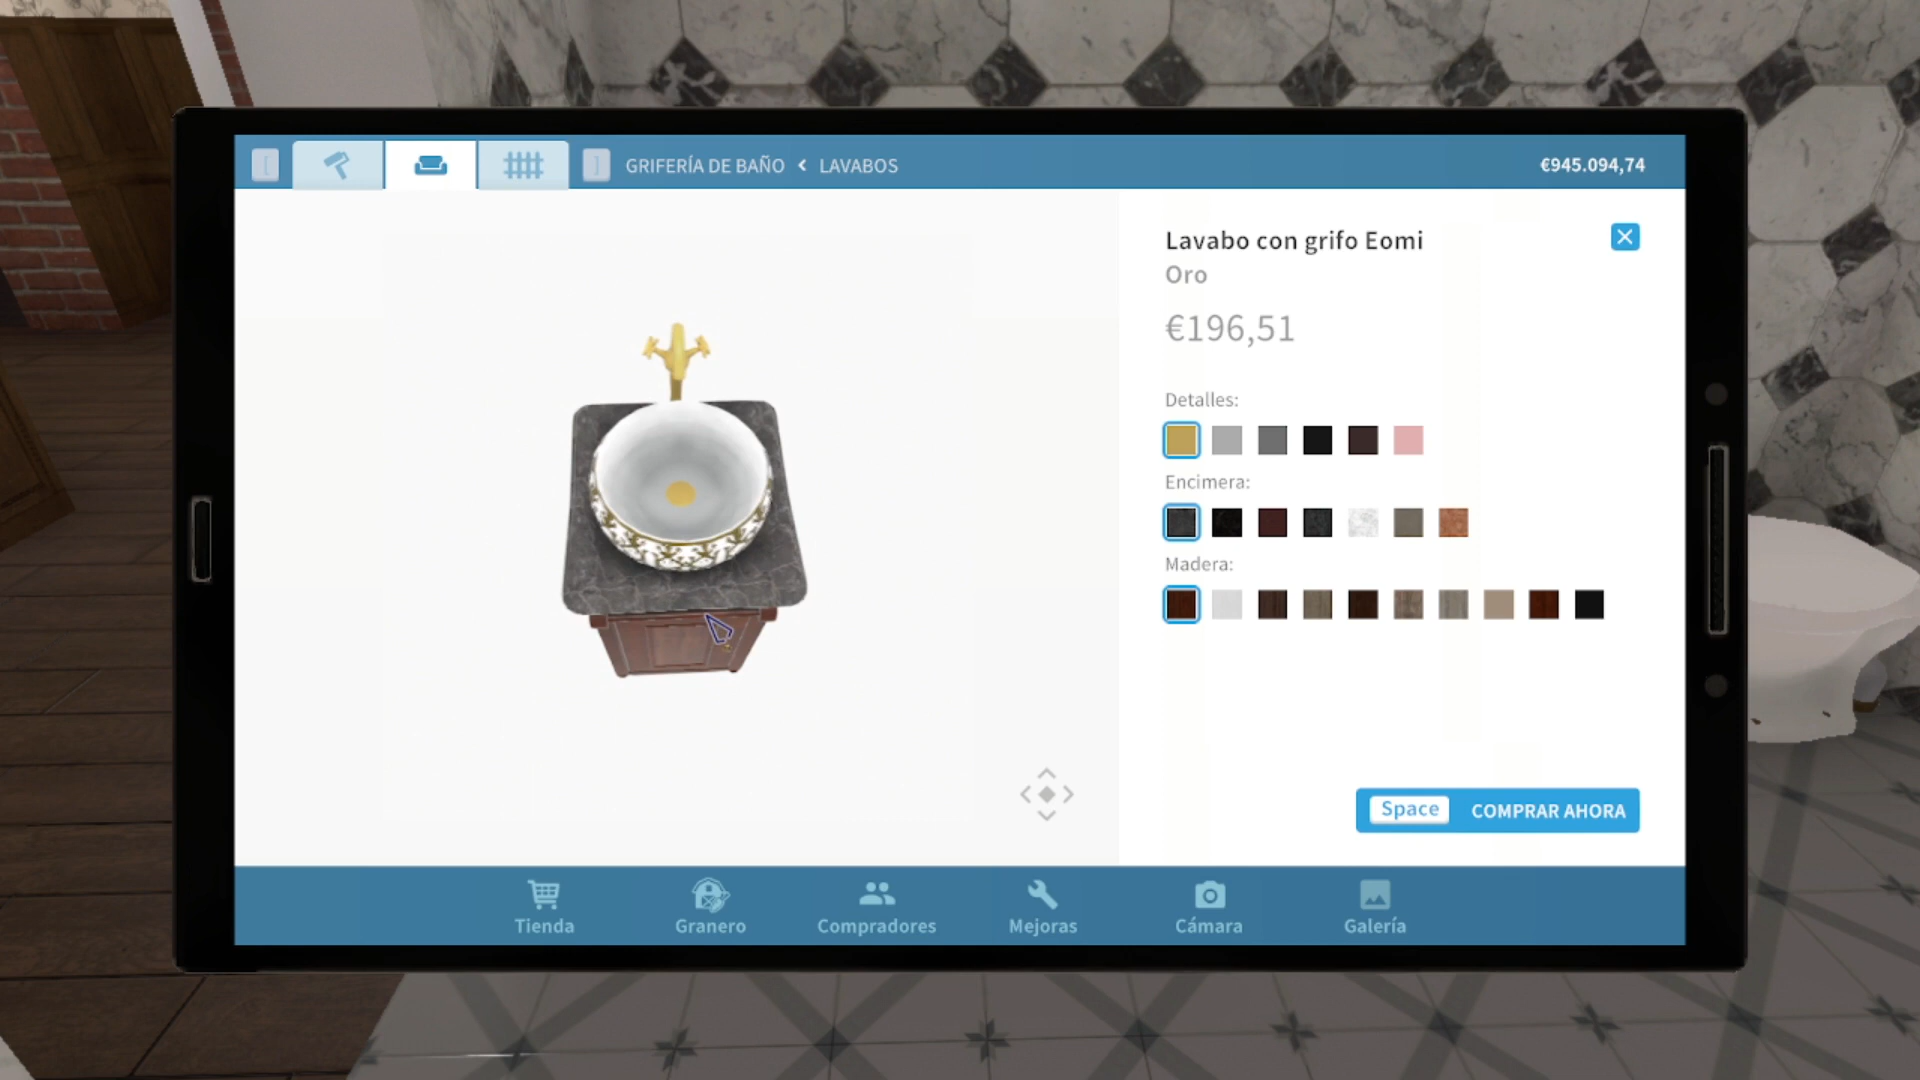 [
]
GRIFERÍA DE BAÑO < LAVABOS
€945.094,74
Lavabo con grifo Eomi
Oro
€196,51
Detalles:
Encimera:
Madera:
Space COMPRAR AHORA
Tienda
Granero
Compradores
Mejoras
Cámara
Galería